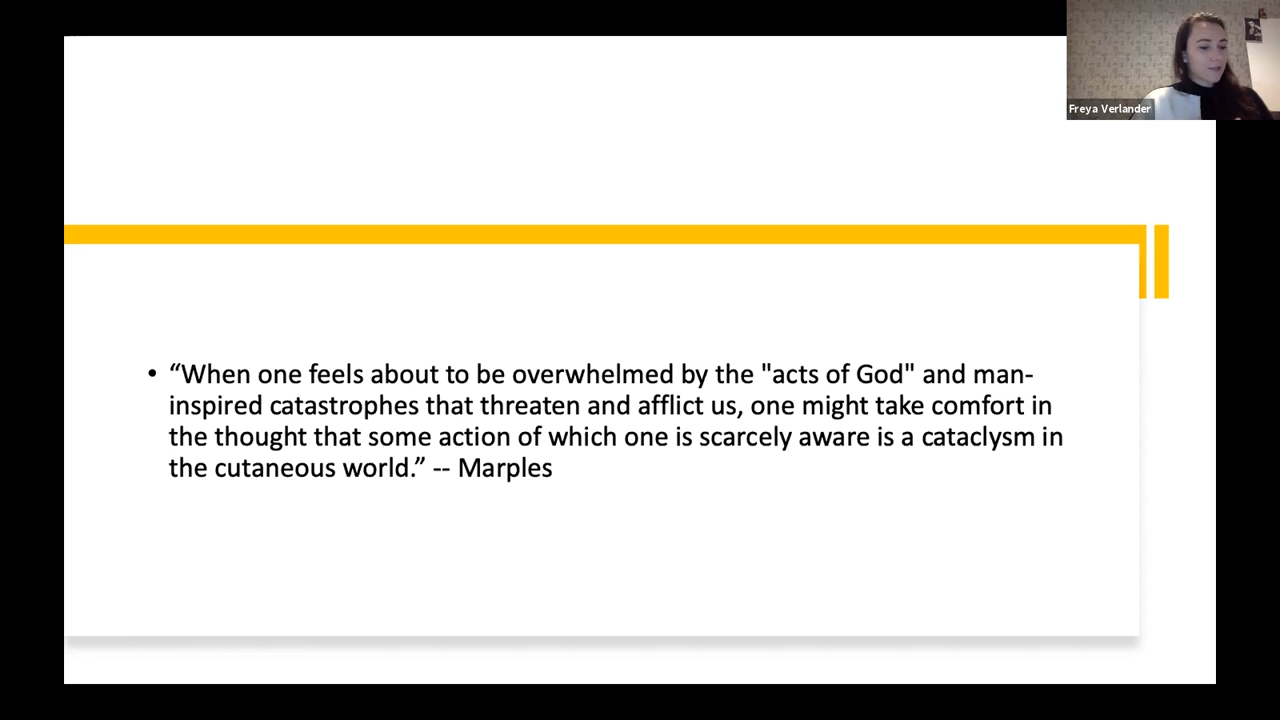 Freya Verlander
• “When one feels about to be overwhelmed by the "acts of God" and man-
inspired catastrophes that threaten and afflict us, one might take comfort in
the thought that some action of which one is scarcely aware is a cataclysm in
the cutaneous world.” -- Marples